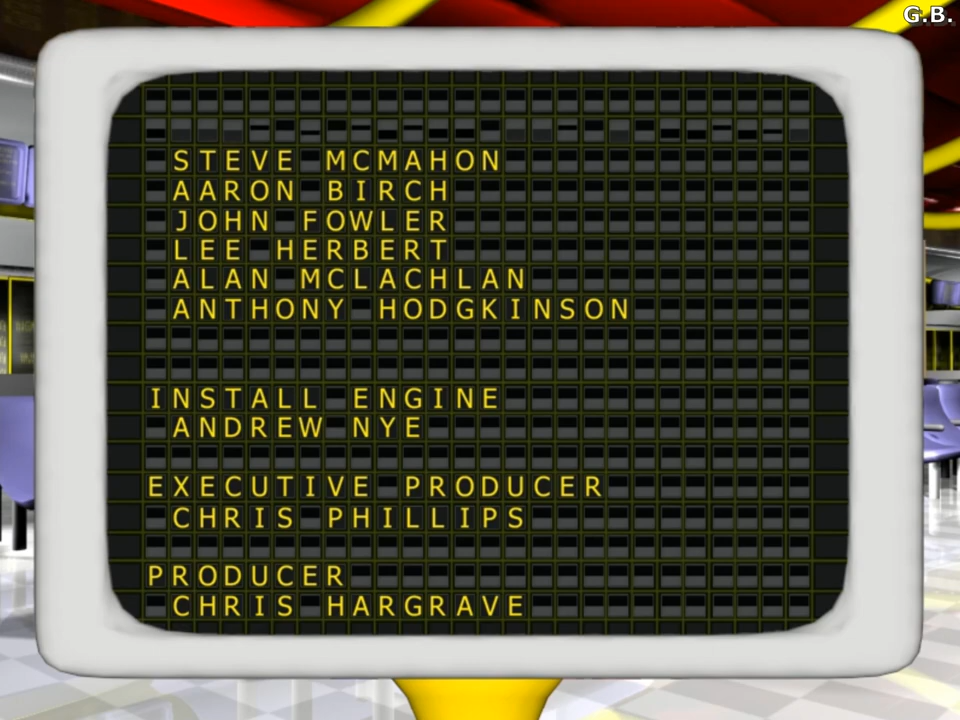 G.B.
STEVE MCMAHON
AARON BIRCH
JOHN FOWLER
LEE HERBERT
ALAN MCLACHLAN
ANTHONY HODGKINSON
INSTALL ENGINE
ANDREW NYE
EXECUTIVE PRODUCER
CHRIS PHILLIPS
PRODUCER
CHRIS HARGRAVE